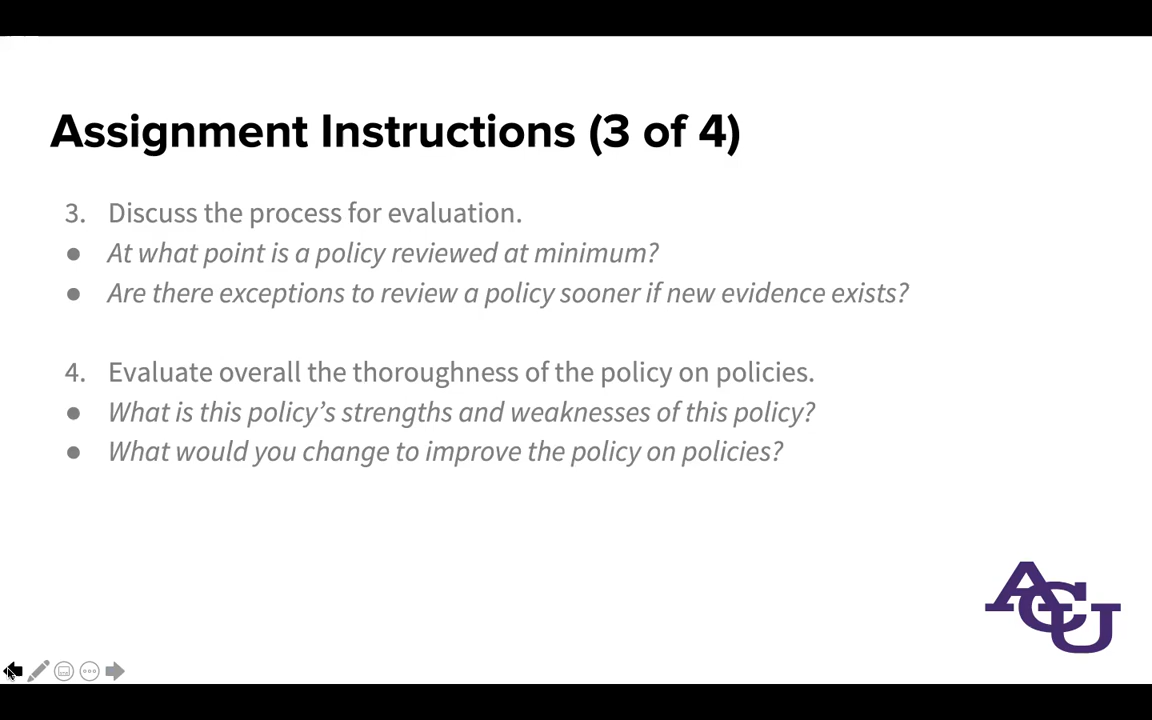 Assignment Instructions (3 of 4)
3. Discuss the process for evaluation.
● At what point is a policy reviewed at minimum?
● Are there exceptions to review a policy sooner if new evidence exists?
4. Evaluate overall the thoroughness of the policy on policies.
● What is this policy’s strengths and weaknesses of this policy?
● What would you change to improve the policy on policies?
ACU